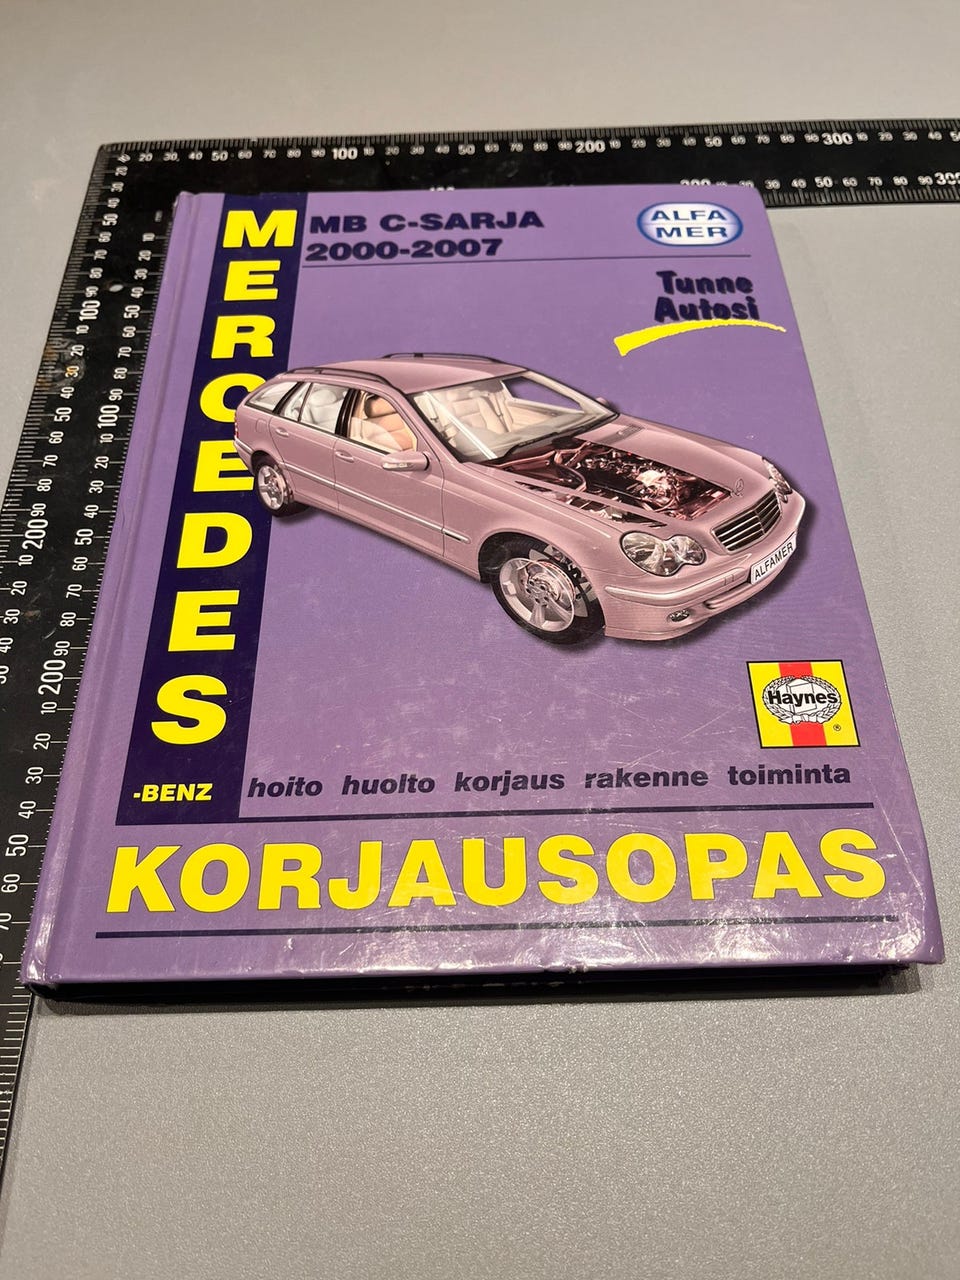 MB C-SARJA
2000-2007
ALFA
MER
Tunne
Autosi
MERCEDES
-BENZ
ALFAMER
Haynes
®
hoito huolto korjaus rakenne toiminta
KORJAUSOPAS